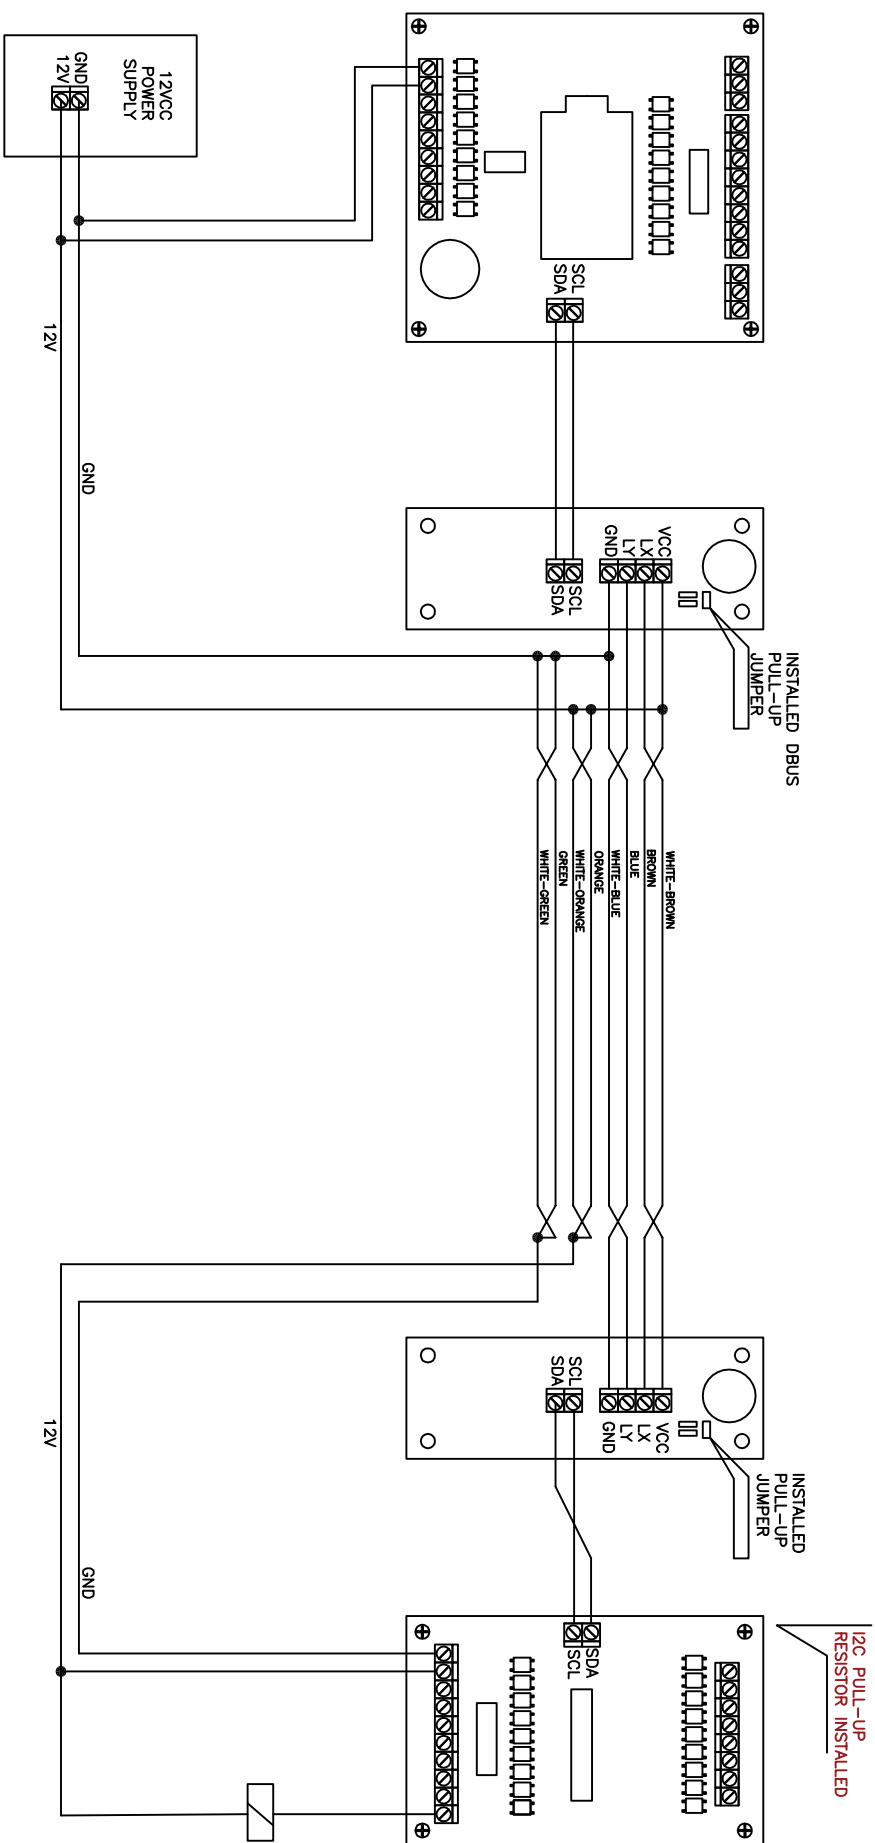 12VCC
POWER
SUPPLY
GND
12V
12V
GND
SCL
SDA
VCC
LX
LY
GND
SCL
SDA
INSTALLED DBUS
PULL-UP
JUMPER
WHITE-BROWN
BROWN
BLUE
WHITE-BLUE
ORANGE
WHITE-ORANGE
GREEN
WHITE-GREEN
SCL
SDA
VCC
LX
LY
GND
INSTALLED
PULL-UP
JUMPER
12V
GND
SDA
SCL
I2C PULL-UP
RESISTOR INSTALLED